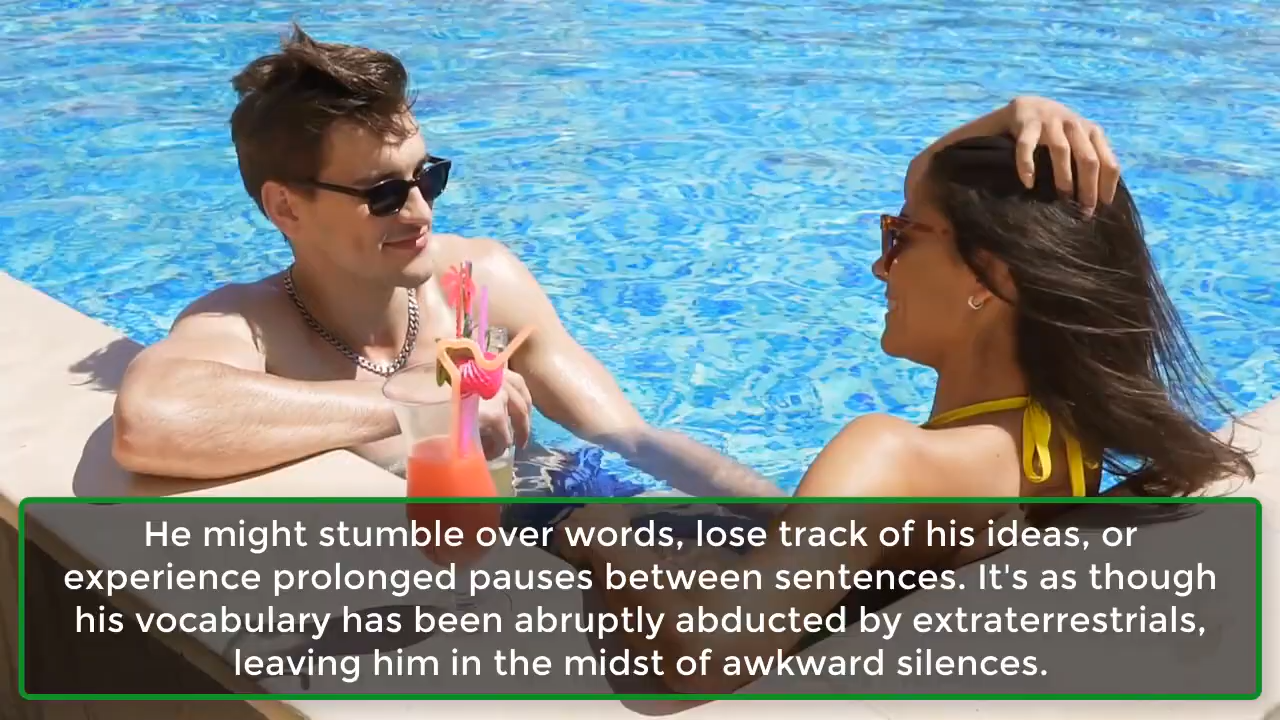 He might stumble over words, lose track of his ideas, or
experience prolonged pauses between sentences. It's as though
his vocabulary has been abruptly abducted by extraterrestrials,
leaving him in the midst of awkward silences.